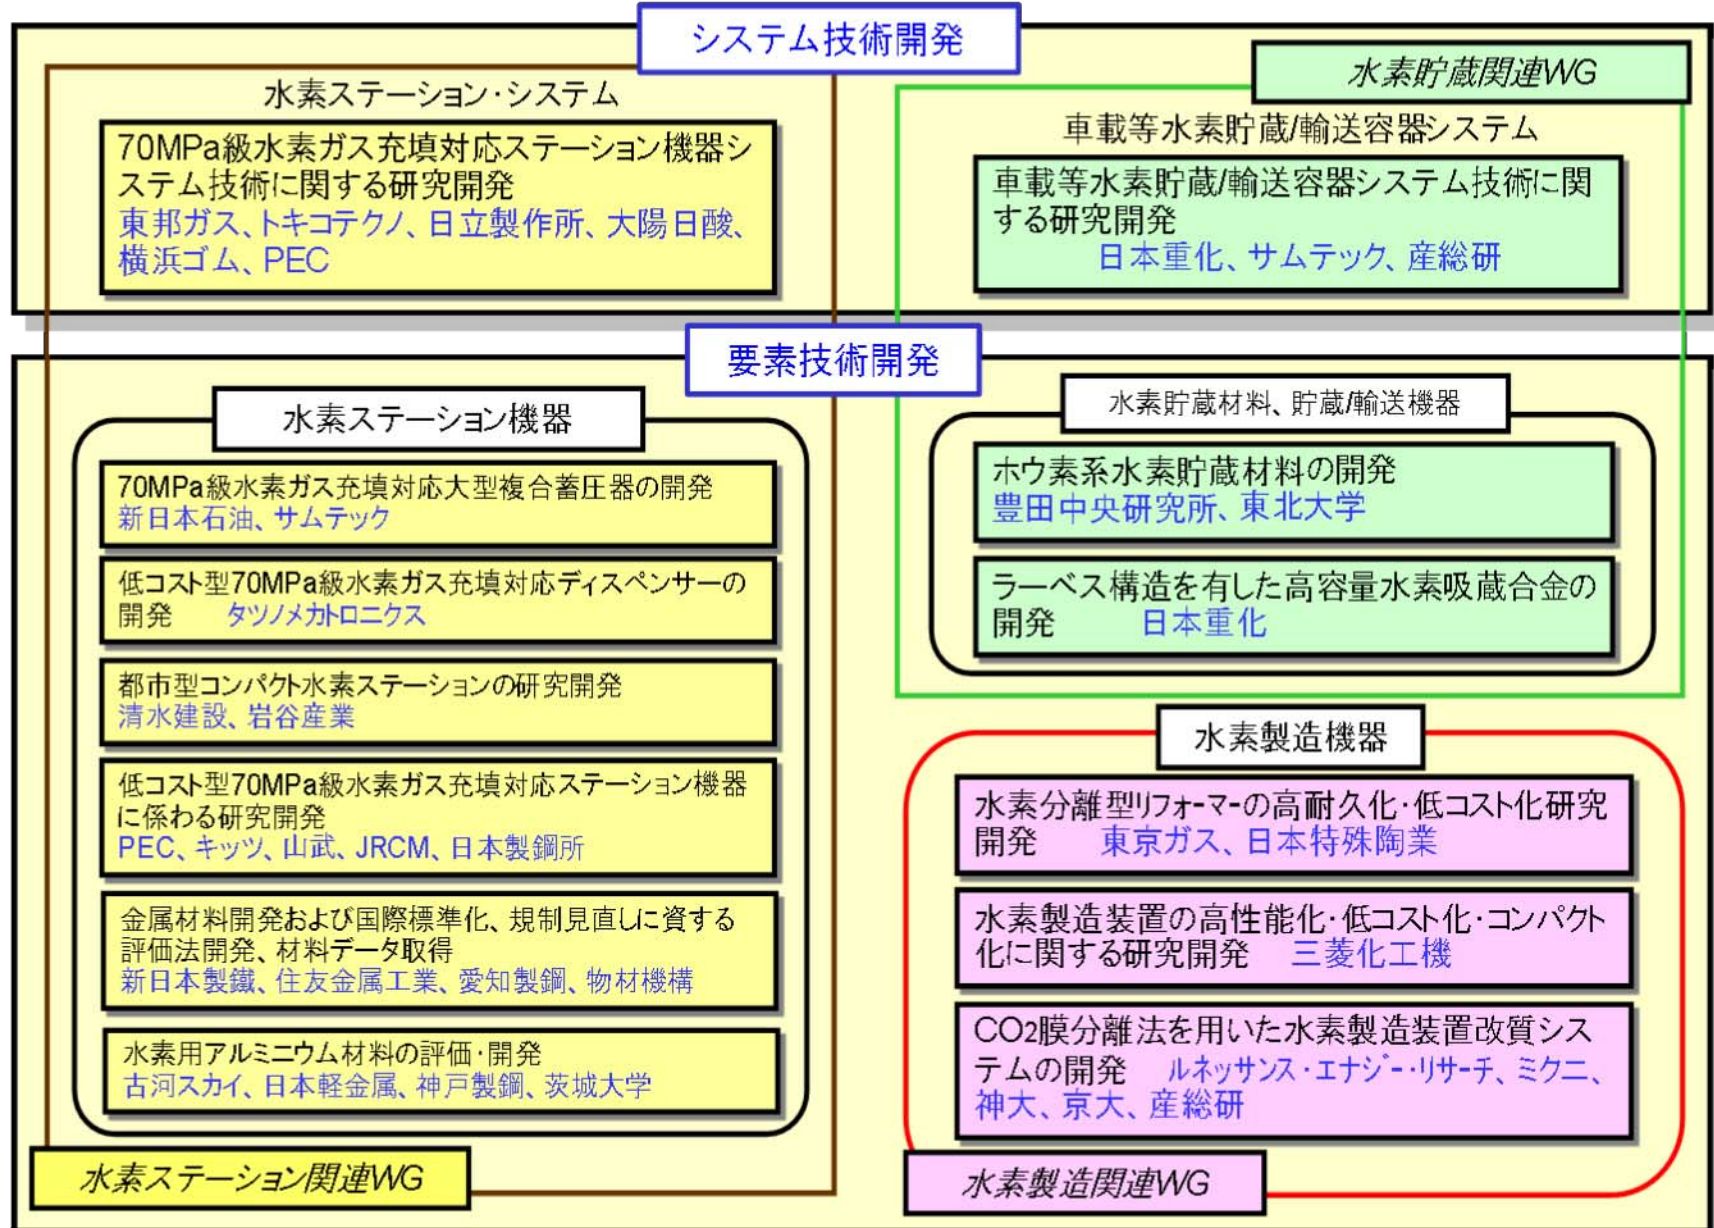 システム技術開発
水素ステーション・システム
70MPa級水素ガス充填対応ステーション機器シ
ステム技術に関する研究開発
東邦ガス、トキコテクノ、日立製作所、大陽日酸、
横浜ゴム、PEC
水素貯蔵関連WG
車載等水素貯蔵/輸送容器システム
車載等水素貯蔵/輸送容器システム技術に関
する研究開発
日本重化、サムテック、産総研
要素技術開発
水素ステーション機器
70MPa級水素ガス充填対応大型複合蓄圧器の開発
新日本石油、サムテック
低コスト型70MPa級水素ガス充填対応ディスペンサーの
開発 タツノメカトロニクス
都市型コンパクト水素ステーションの研究開発
清水建設、岩谷産業
低コスト型70MPa級水素ガス充填対応ステーション機器
に係わる研究開発
PEC、キッツ、山武、JRCM、日本製鋼所
金属材料開発および国際標準化、規制見直しに資する
評価法開発、材料データ取得
新日本製鐵、住友金属工業、愛知製鋼、物材機構
水素用アルミニウム材料の評価・開発
古河スカイ、日本軽金属、神戸製鋼、茨城大学
水素ステーション関連WG
水素貯蔵材料、貯蔵/輸送機器
ホウ素系水素貯蔵材料の開発
豊田中央研究所、東北大学
ラーベス構造を有した高容量水素吸蔵合金の
開発 日本重化
水素製造機器
水素分離型リフォーマーの高耐久化・低コスト化研究
開発 東京ガス、日本特殊陶業
水素製造装置の高性能化・低コスト化・コンパクト
化に関する研究開発 三菱化工機
CO2膜分離法を用いた水素製造装置改質シス
テムの開発 ルネッサンス・エナジー・リサーチ、ミクニ、
神大、京大、産総研
水素製造関連WG